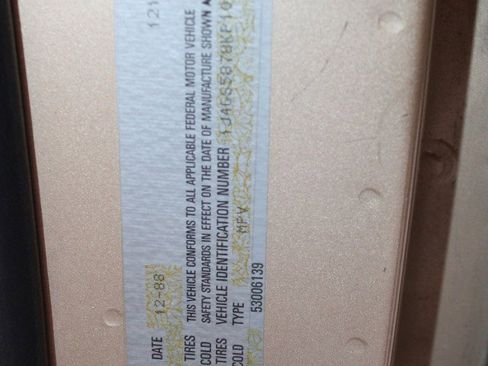 DATE 12-88
TIRES THIS VEHICLE CONFORMS TO ALL APPLICABLE FEDERAL MOTOR VEHICLE
COLD SAFETY STANDARDS IN EFFECT ON THE DATE OF MANUFACTURE SHOWN A
TIRES VEHICLE IDENTIFICATION NUMBER 1J4GS5878KP10
COLD TYPE MPV
53006139